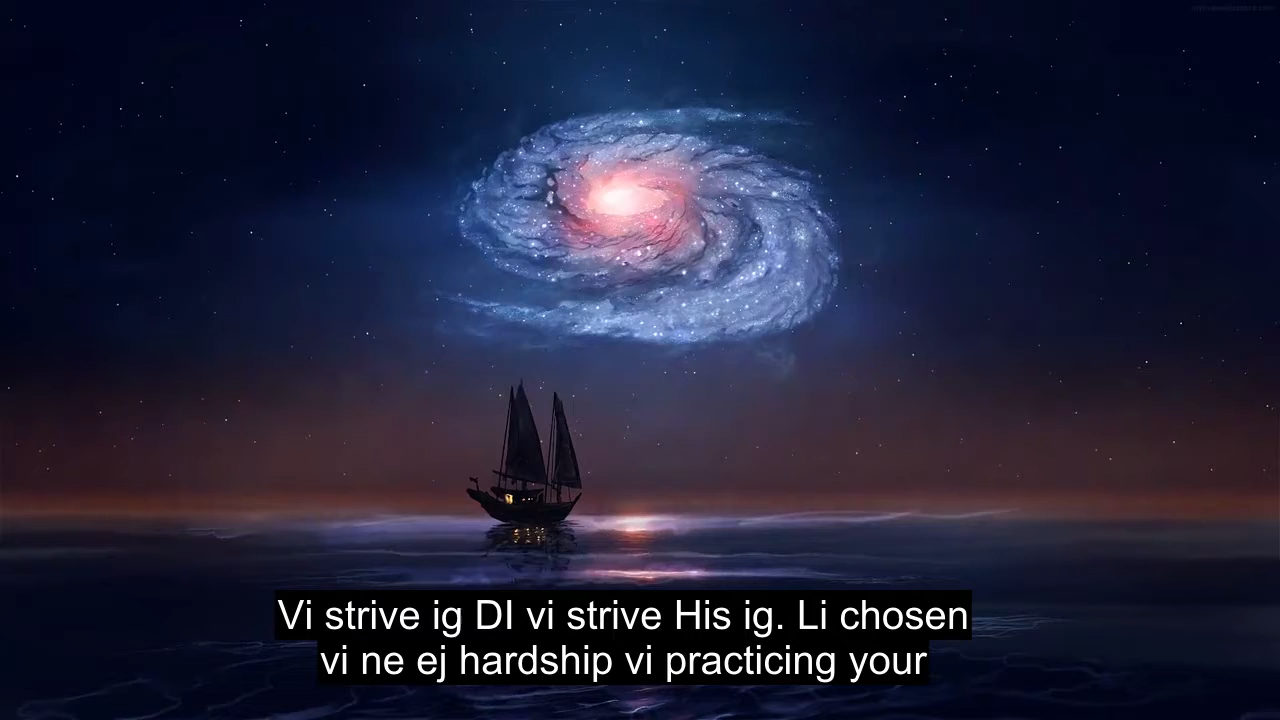 Vi strive ig DI vi strive His ig. Li chosen
vi ne ej hardship vi practicing your